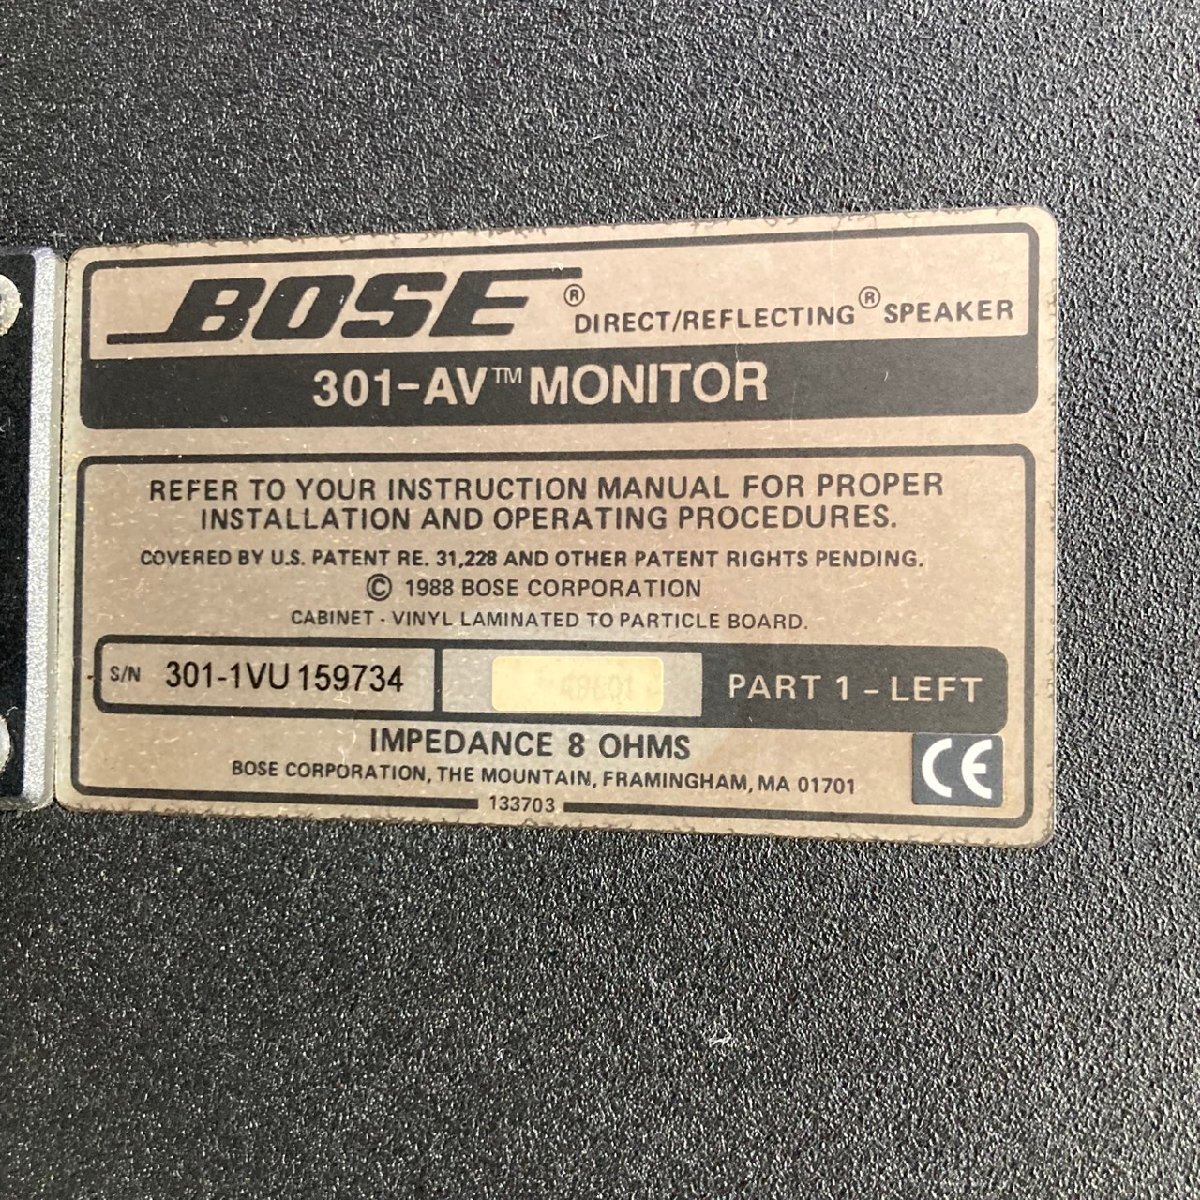 BOSE® DIRECT/REFLECTING® SPEAKER
301-AV™ MONITOR
REFER TO YOUR INSTRUCTION MANUAL FOR PROPER
INSTALLATION AND OPERATING PROCEDURES.
COVERED BY U.S. PATENT RE. 31,228 AND OTHER PATENT RIGHTS PENDING.
© 1988 BOSE CORPORATION
CABINET - VINYL LAMINATED TO PARTICLE BOARD.
S/N 301-1VU159734 PART 1 - LEFT
IMPEDANCE 8 OHMS
BOSE CORPORATION, THE MOUNTAIN, FRAMINGHAM, MA 01701
CE
133703